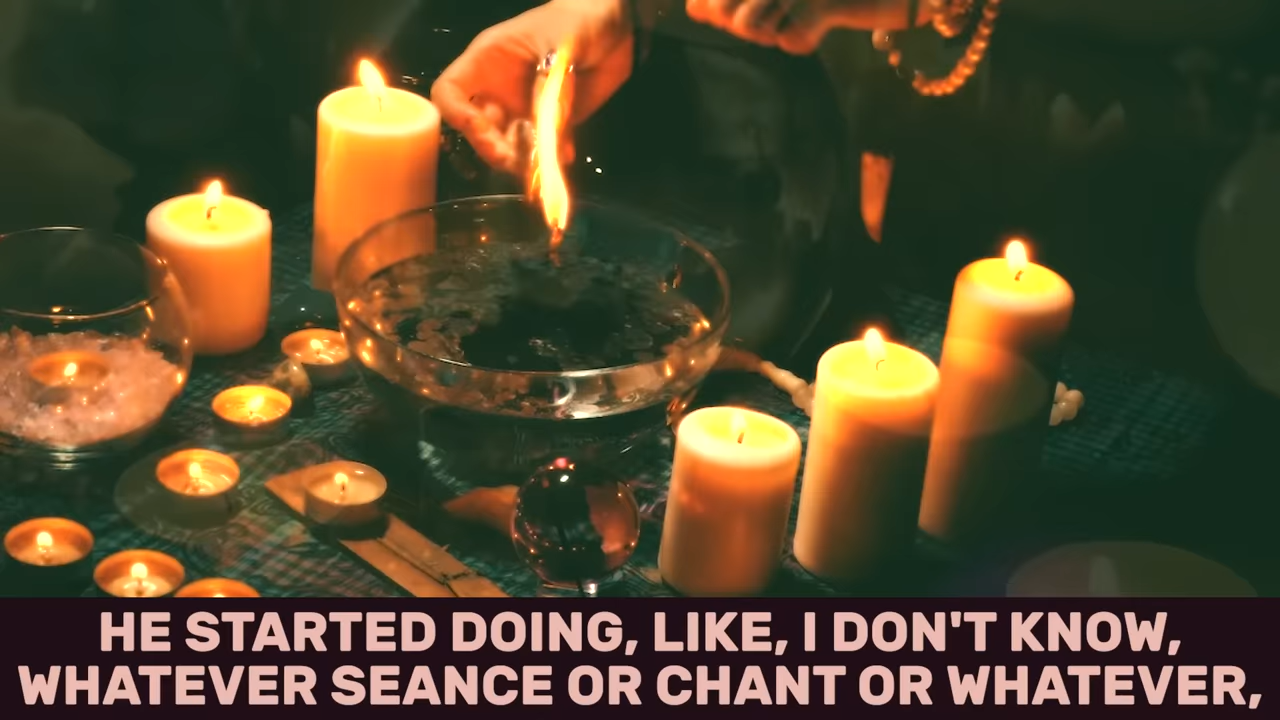 HE STARTED DOING, LIKE, I DON'T KNOW,
WHATEVER SEANCE OR CHANT OR WHATEVER,